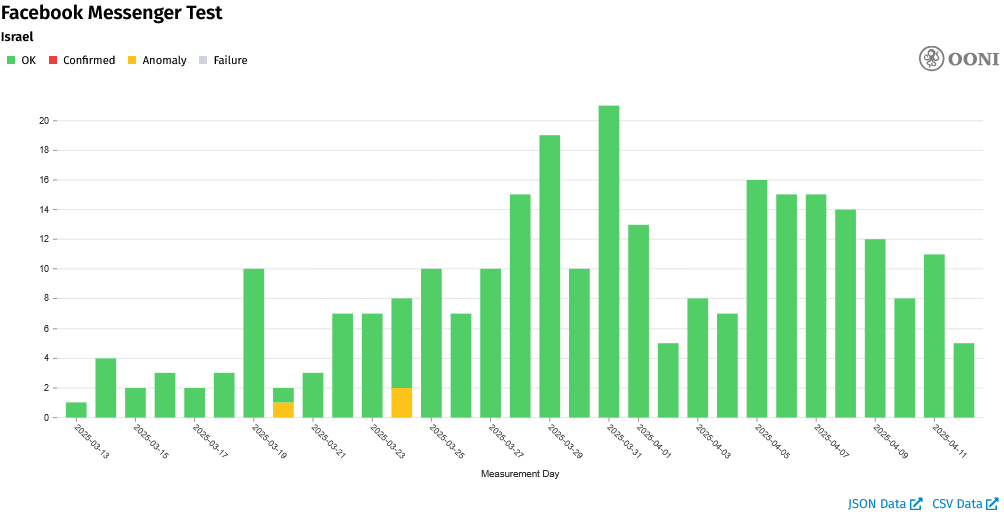 Facebook Messenger Test
Israel
OK Confirmed Anomaly Failure
OONI
20
18
16
14
12
10
8
6
4
2
0
2025-03-13 2025-03-15 2025-03-17 2025-03-19 2025-03-21 2025-03-23 2025-03-25 2025-03-27 2025-03-29 2025-03-31 2025-04-01 2025-04-03 2025-04-05 2025-04-07 2025-04-09 2025-04-11
Measurement Day
JSON Data CSV Data